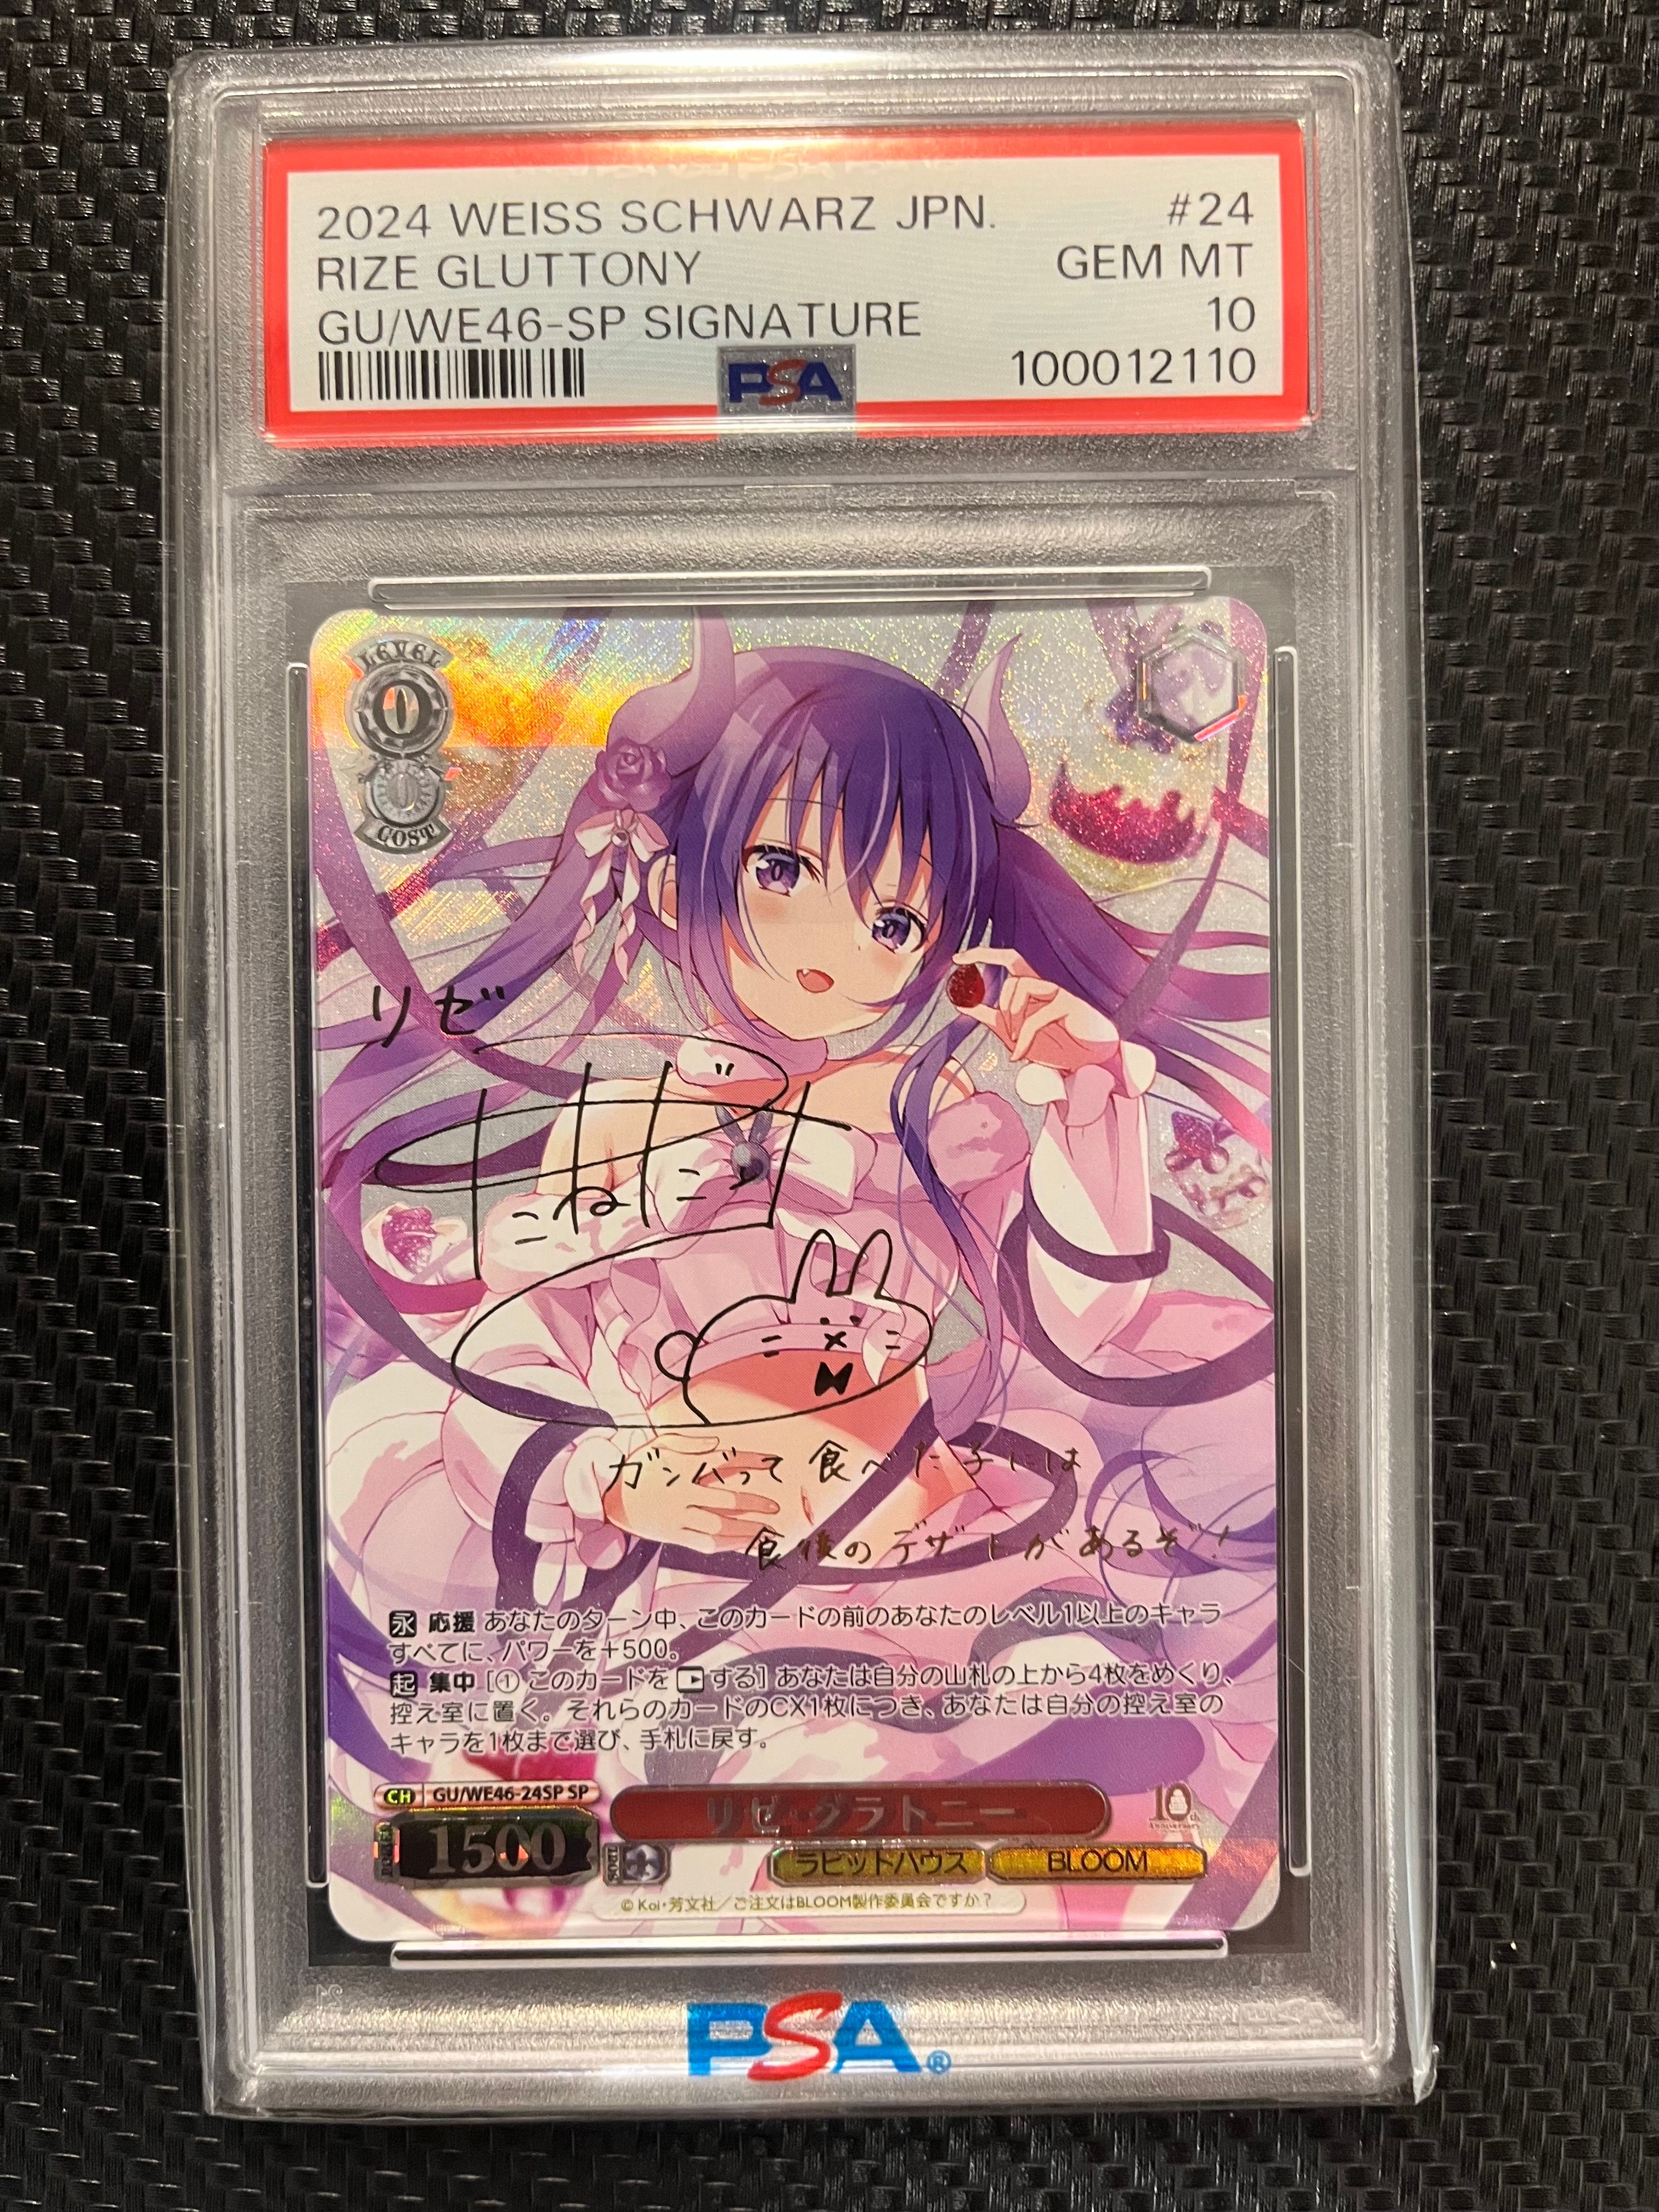 2024 WEISS SCHWARZ JPN. #24
RIZE GLUTTONY GEM MT
GU/WE46-SP SIGNATURE 10
PSA 100012110
LEVEL
0
0
COST
リゼ
たねだ
ガンバって食べた子には
食後のデザートがあるぞ!
永 応援 あなたのターン中、このカードの前のあなたのレベル1以上のキャラ
すべてに、パワーを+500。
起 集中 [① このカードをする] あなたは自分の山札の上から4枚をめくり、
控え室に置く。それらのカードのCX1枚につき、あなたは自分の控え室の
キャラを1枚まで選び、手札に戻す。
CH GU/WE46-24SP SP
リゼ・グラトニー
10th Anniversary
1500
ラビットハウス BLOOM
© Koi・芳文社/ご注文はBLOOM製作委員会ですか?
PSA®